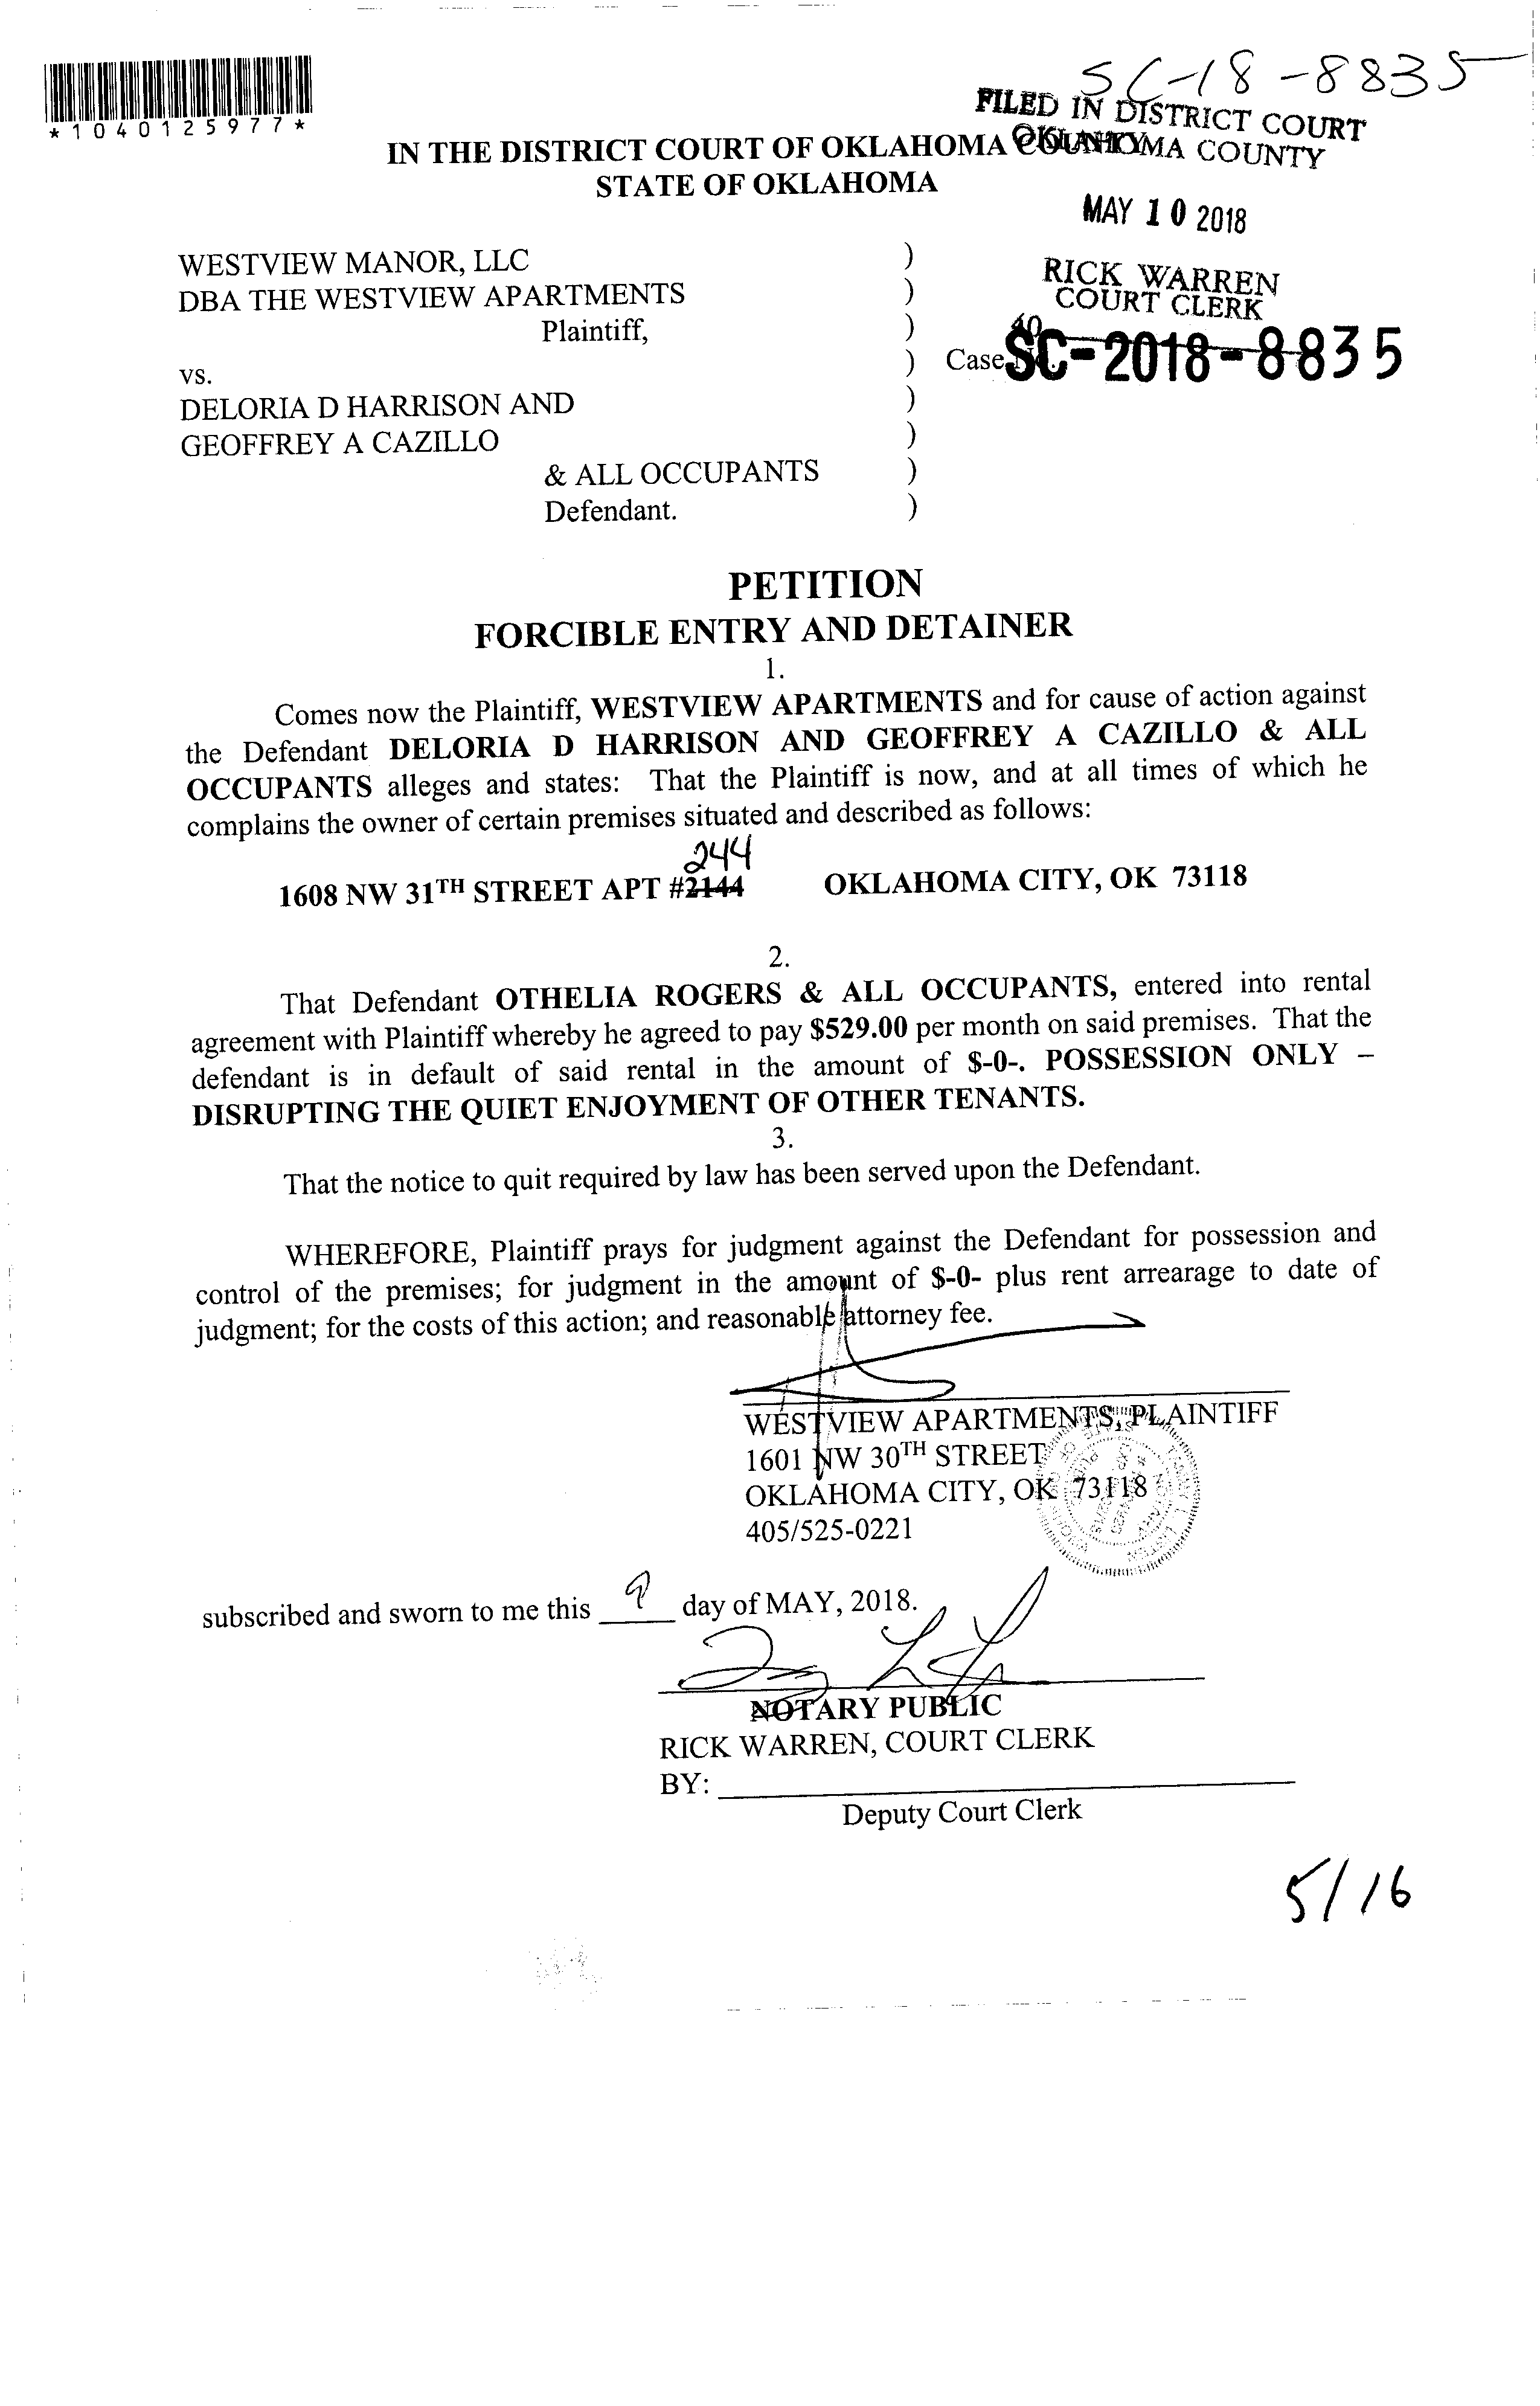 SC-18-8835
*1040125977*
FILED IN DISTRICT COURT
OKLAHOMA COUNTY
IN THE DISTRICT COURT OF OKLAHOMA COUNTY
STATE OF OKLAHOMA
MAY 10 2018
RICK WARREN
COURT CLERK
40
WESTVIEW MANOR, LLC )
DBA THE WESTVIEW APARTMENTS )
Plaintiff, )
) Case No. SC-2018-8835
vs.
DELORIA D HARRISON AND )
GEOFFREY A CAZILLO )
& ALL OCCUPANTS )
Defendant. )
PETITION
FORCIBLE ENTRY AND DETAINER
1.
Comes now the Plaintiff, WESTVIEW APARTMENTS and for cause of action against
the Defendant DELORIA D HARRISON AND GEOFFREY A CAZILLO & ALL
OCCUPANTS alleges and states: That the Plaintiff is now, and at all times of which he
complains the owner of certain premises situated and described as follows:
244
1608 NW 31TH STREET APT #2144 OKLAHOMA CITY, OK 73118
2.
That Defendant OTHELIA ROGERS & ALL OCCUPANTS, entered into rental
agreement with Plaintiff whereby he agreed to pay $529.00 per month on said premises. That the
defendant is in default of said rental in the amount of $-0-. POSSESSION ONLY –
DISRUPTING THE QUIET ENJOYMENT OF OTHER TENANTS.
3.
That the notice to quit required by law has been served upon the Defendant.
WHEREFORE, Plaintiff prays for judgment against the Defendant for possession and
control of the premises; for judgment in the amount of $-0- plus rent arrearage to date of
judgment; for the costs of this action; and reasonable attorney fee.
WESTVIEW APARTMENTS, PLAINTIFF
1601 NW 30TH STREET
OKLAHOMA CITY, OK 73118
405/525-0221
subscribed and sworn to me this 9 day of MAY, 2018.
NOTARY PUBLIC
RICK WARREN, COURT CLERK
BY:
Deputy Court Clerk
5/16